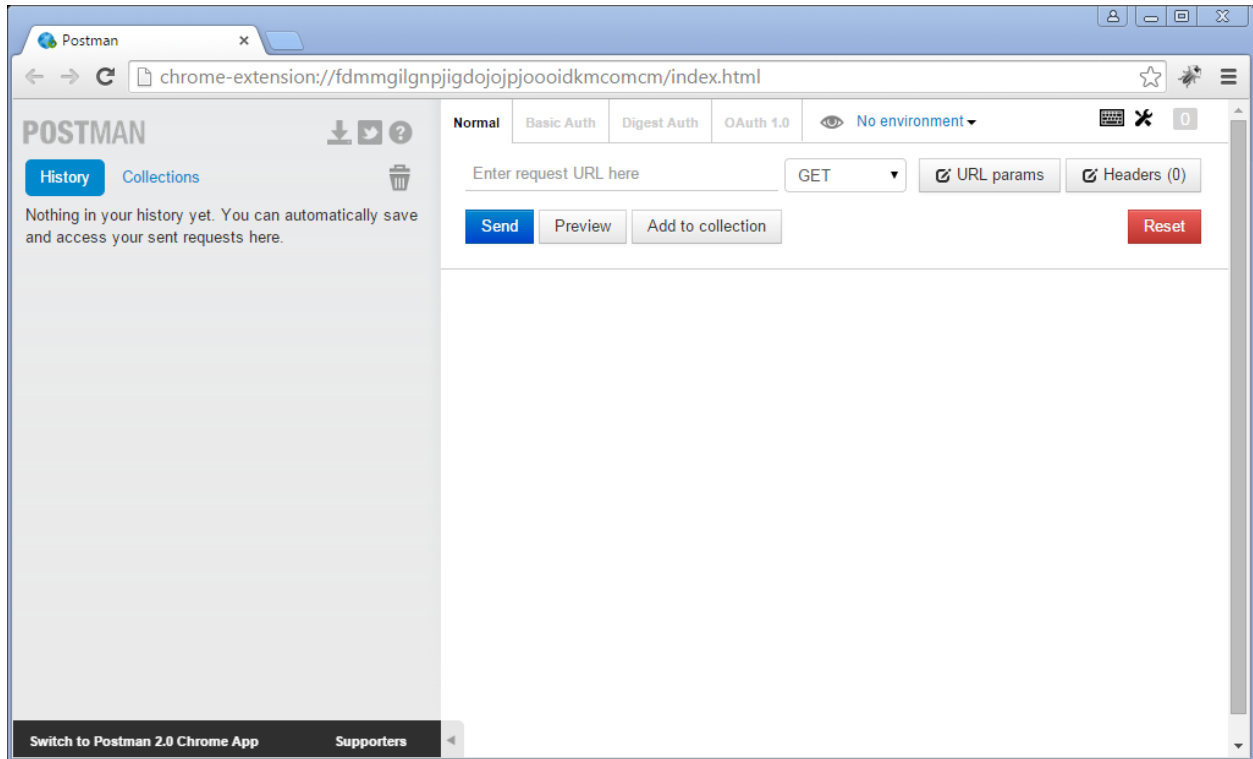 Postman
chrome-extension://fdmmgilgnpjigdojojpjoooidkmcomcm/index.html
POSTMAN
History Collections
Nothing in your history yet. You can automatically save
and access your sent requests here.
Normal Basic Auth Digest Auth OAuth 1.0 No environment 0
Enter request URL here GET URL params Headers (0)
Send Preview Add to collection Reset
Switch to Postman 2.0 Chrome App Supporters